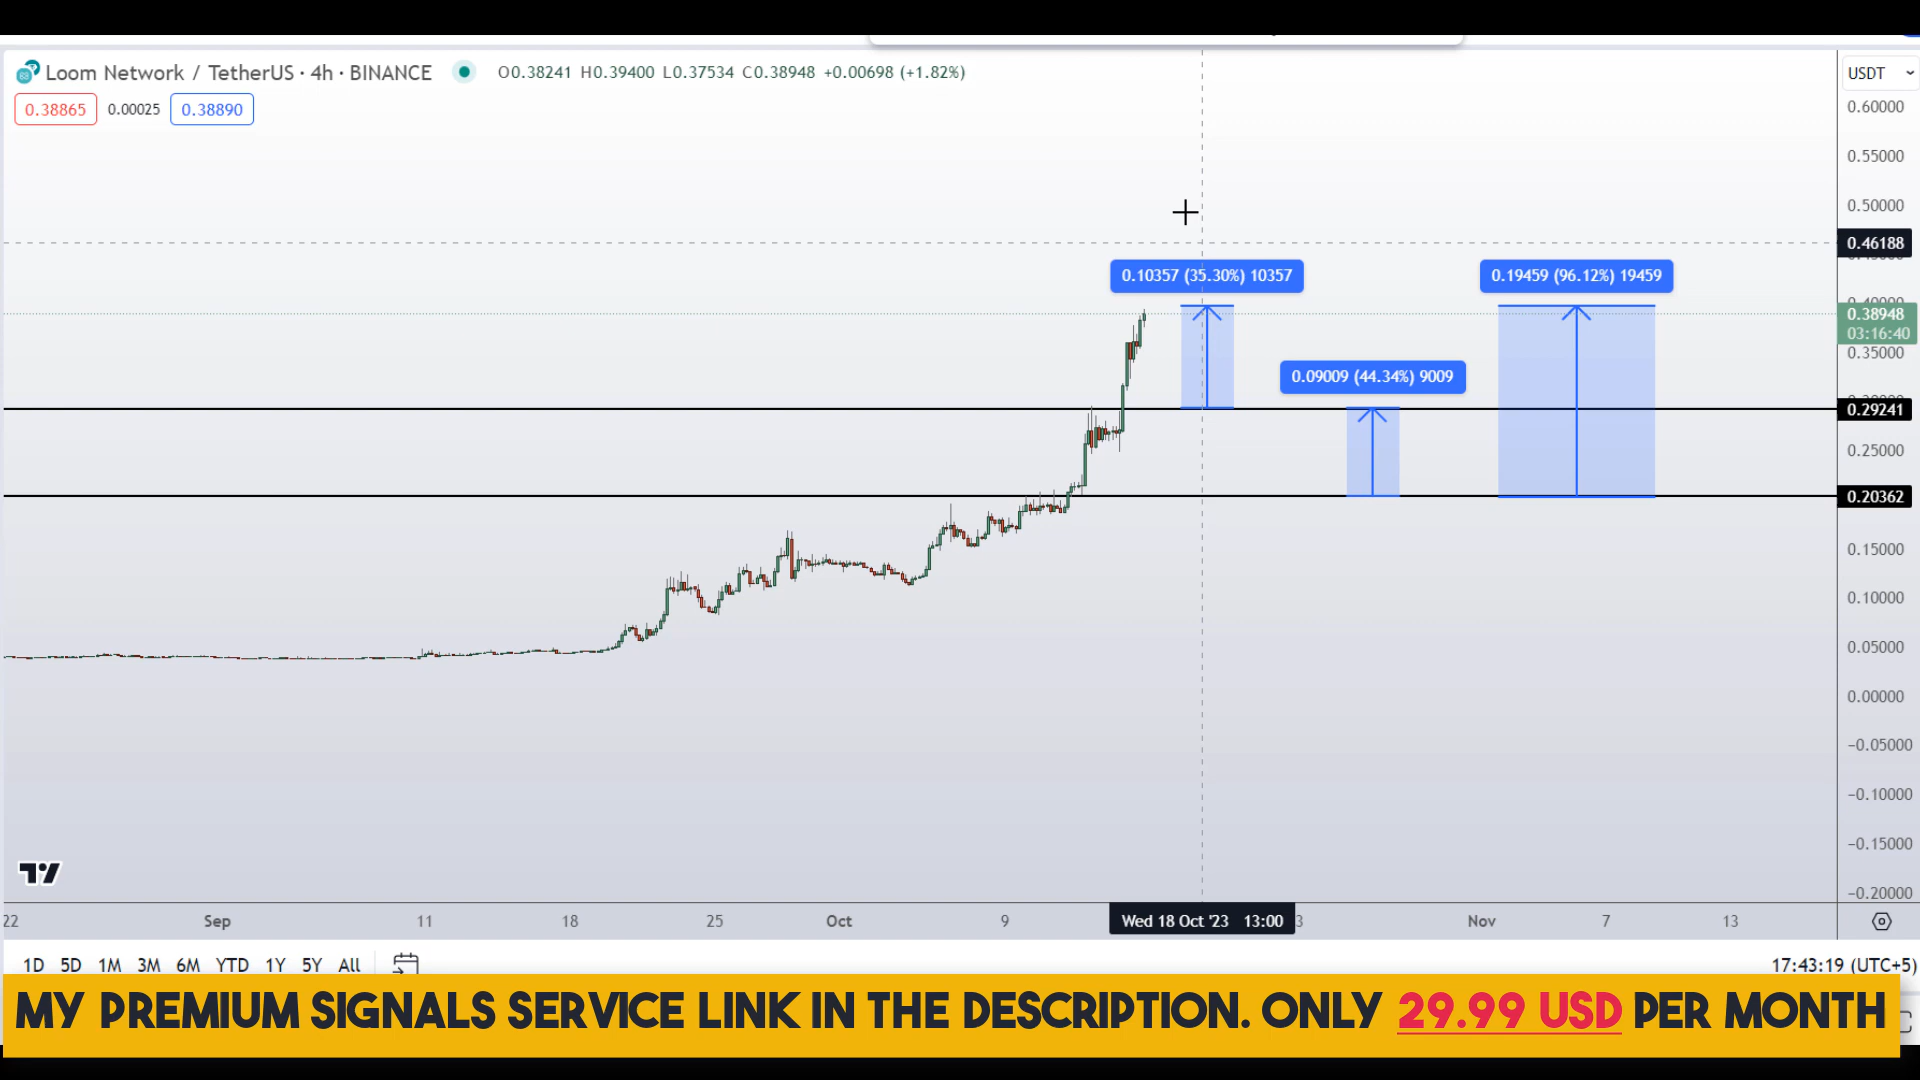 Loom Network / TetherUS · 4h · BINANCE O0.38241 H0.39400 L0.37534 C0.38948 +0.00698 (+1.82%)
USDT
0.38865 0.00025 0.38890
0.60000
0.55000
0.50000
0.46188
0.10357 (35.30%) 10357
0.19459 (96.12%) 19459
0.38948
03:16:40
0.35000
0.09009 (44.34%) 9009
0.29241
0.25000
0.20362
0.15000
0.10000
0.05000
0.00000
−0.05000
−0.10000
−0.15000
−0.20000
22 Sep 11 18 25 Oct 9 Wed 18 Oct '23 13:00 3 Nov 7 13
1D 5D 1M 3M 6M YTD 1Y 5Y All
17:43:19 (UTC+5)
MY PREMIUM SIGNALS SERVICE LINK IN THE DESCRIPTION. ONLY 29.99 USD PER MONTH